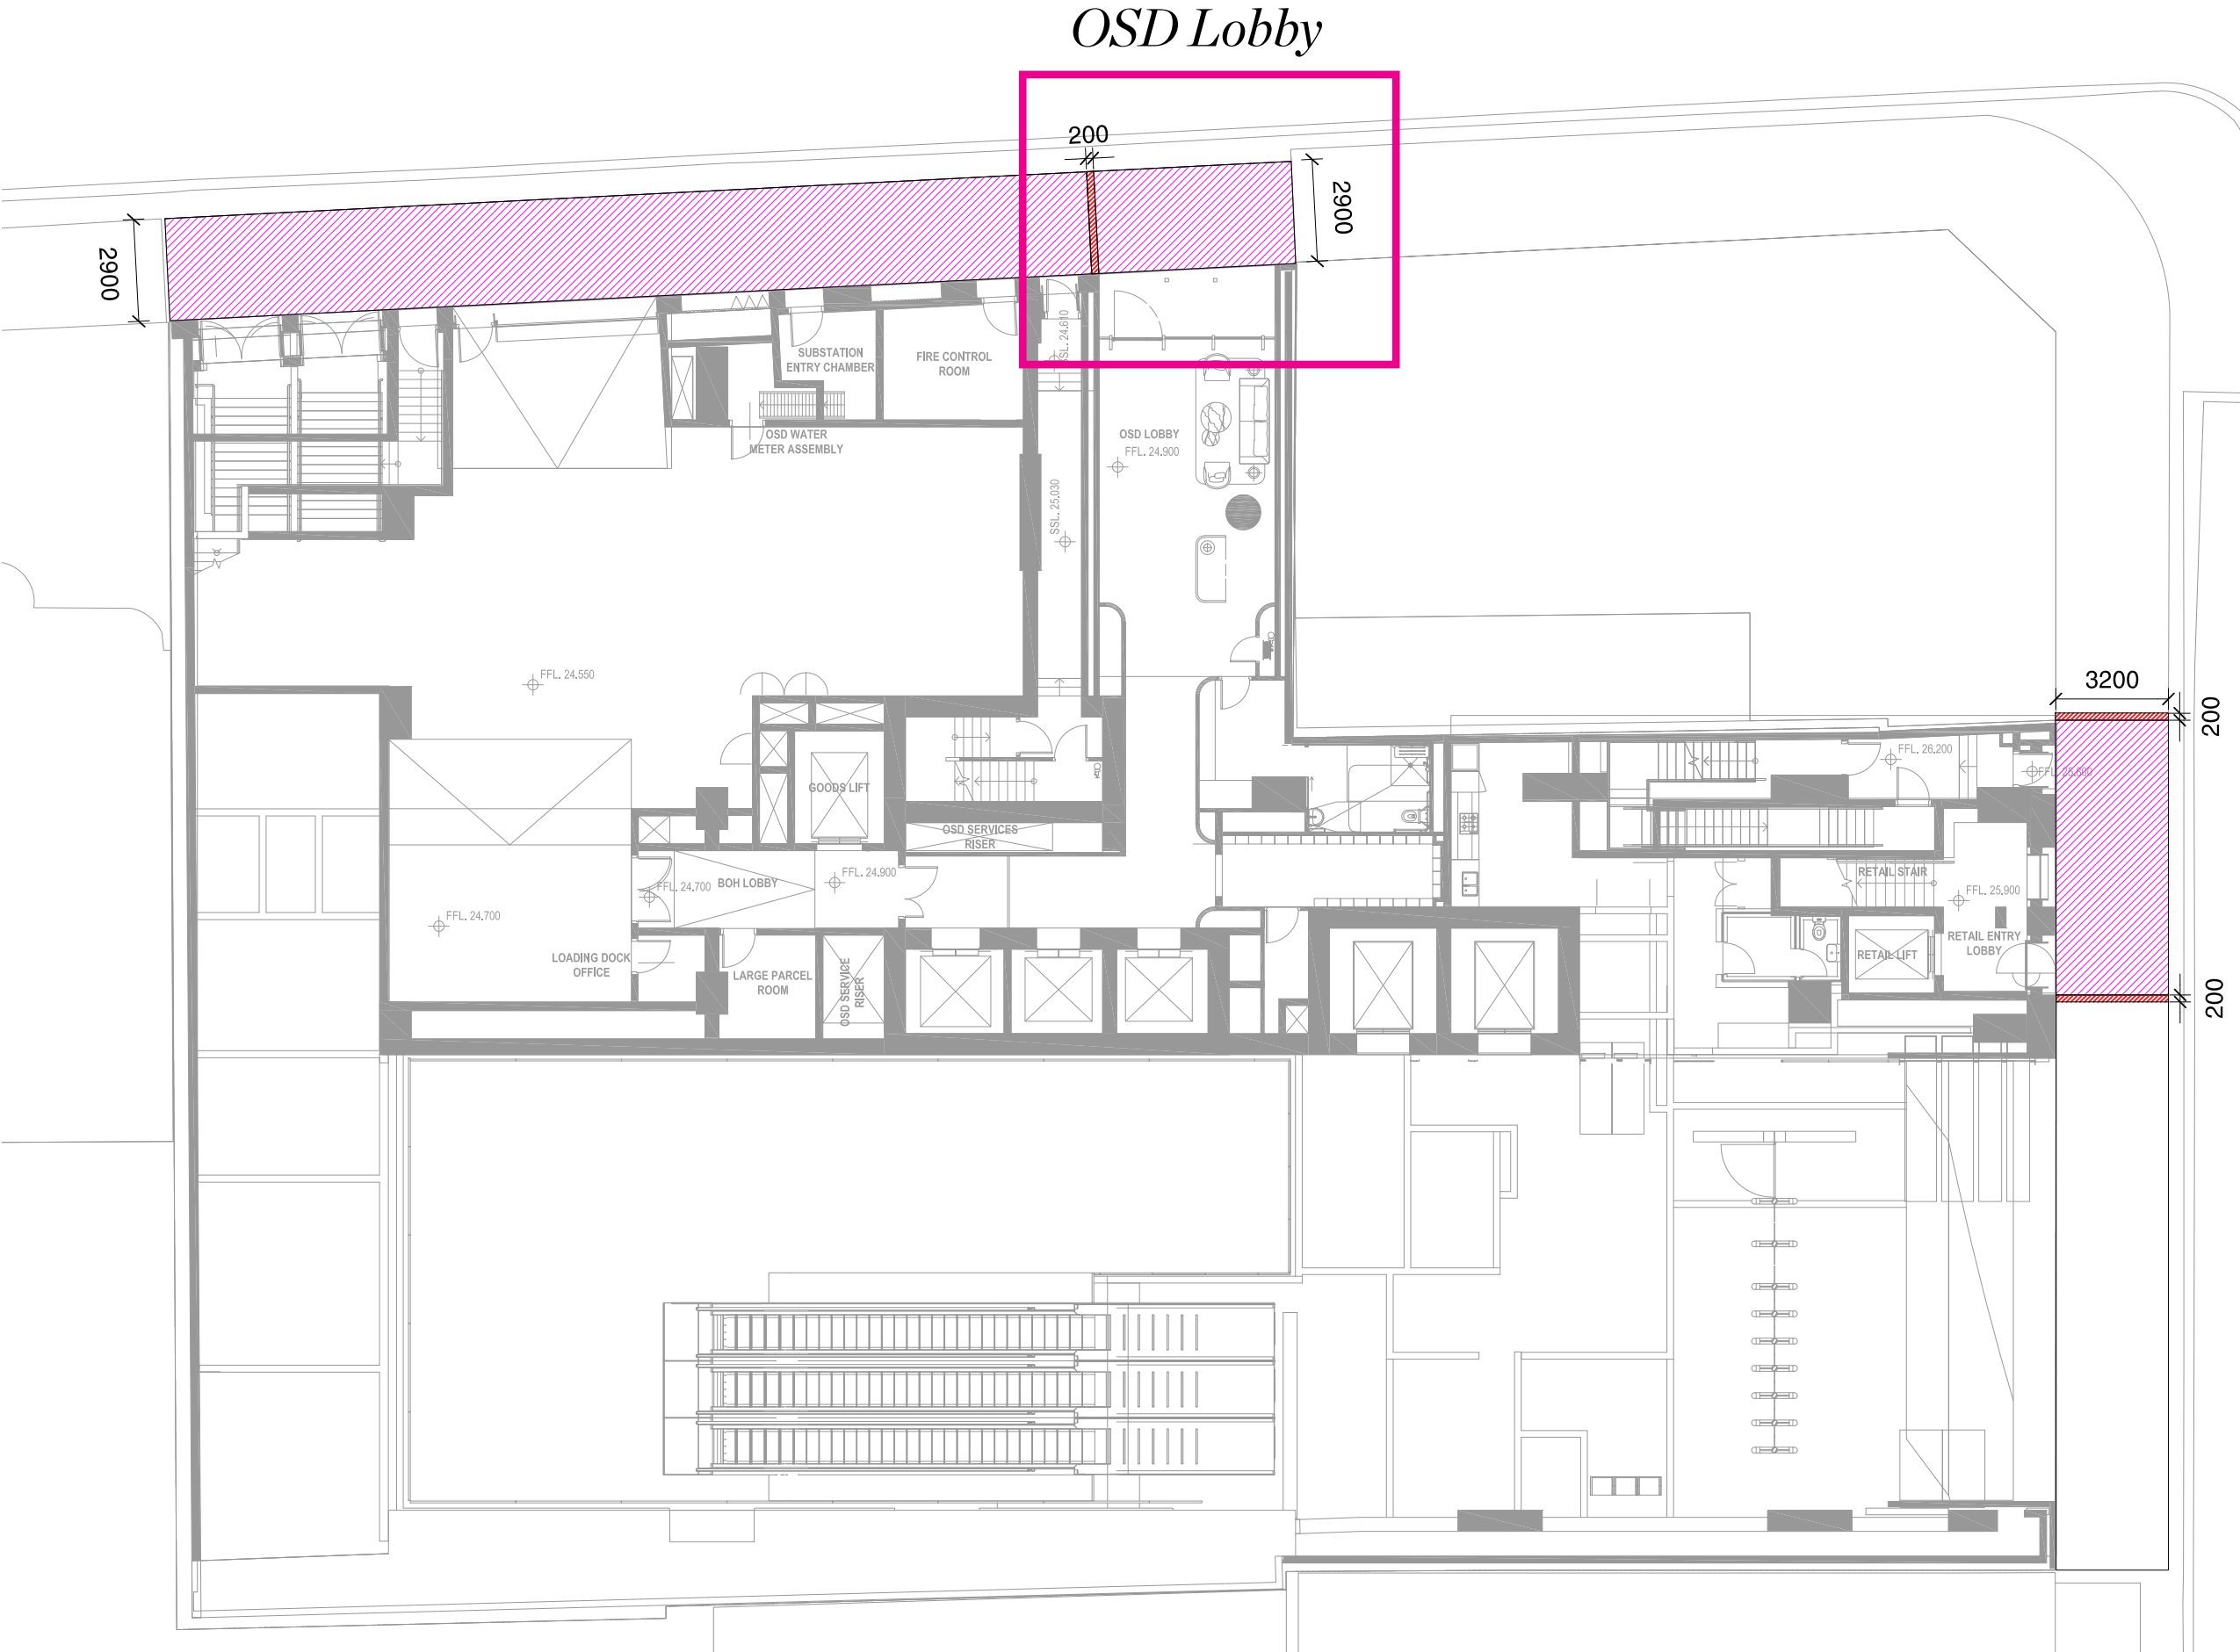 OSD Lobby
200
2900
2900
SUBSTATION
ENTRY CHAMBER
FIRE CONTROL
ROOM
SSL. 24.610
OSD WATER
METER ASSEMBLY
OSD LOBBY
FFL. 24.900
SSL. 25.030
FFL. 24.550
3200
200
FFL. 26.200
GOODS LIFT
OSD SERVICES
RISER
FFL. 24.900
BOH LOBBY
FFL. 24.700
RETAIL STAIR
FFL. 25.900
FFL. 24.700
RETAIL ENTRY
LOBBY
RETAIL LIFT
LOADING DOCK
OFFICE
LARGE PARCEL
ROOM
OSD SERVICE
RISER
200